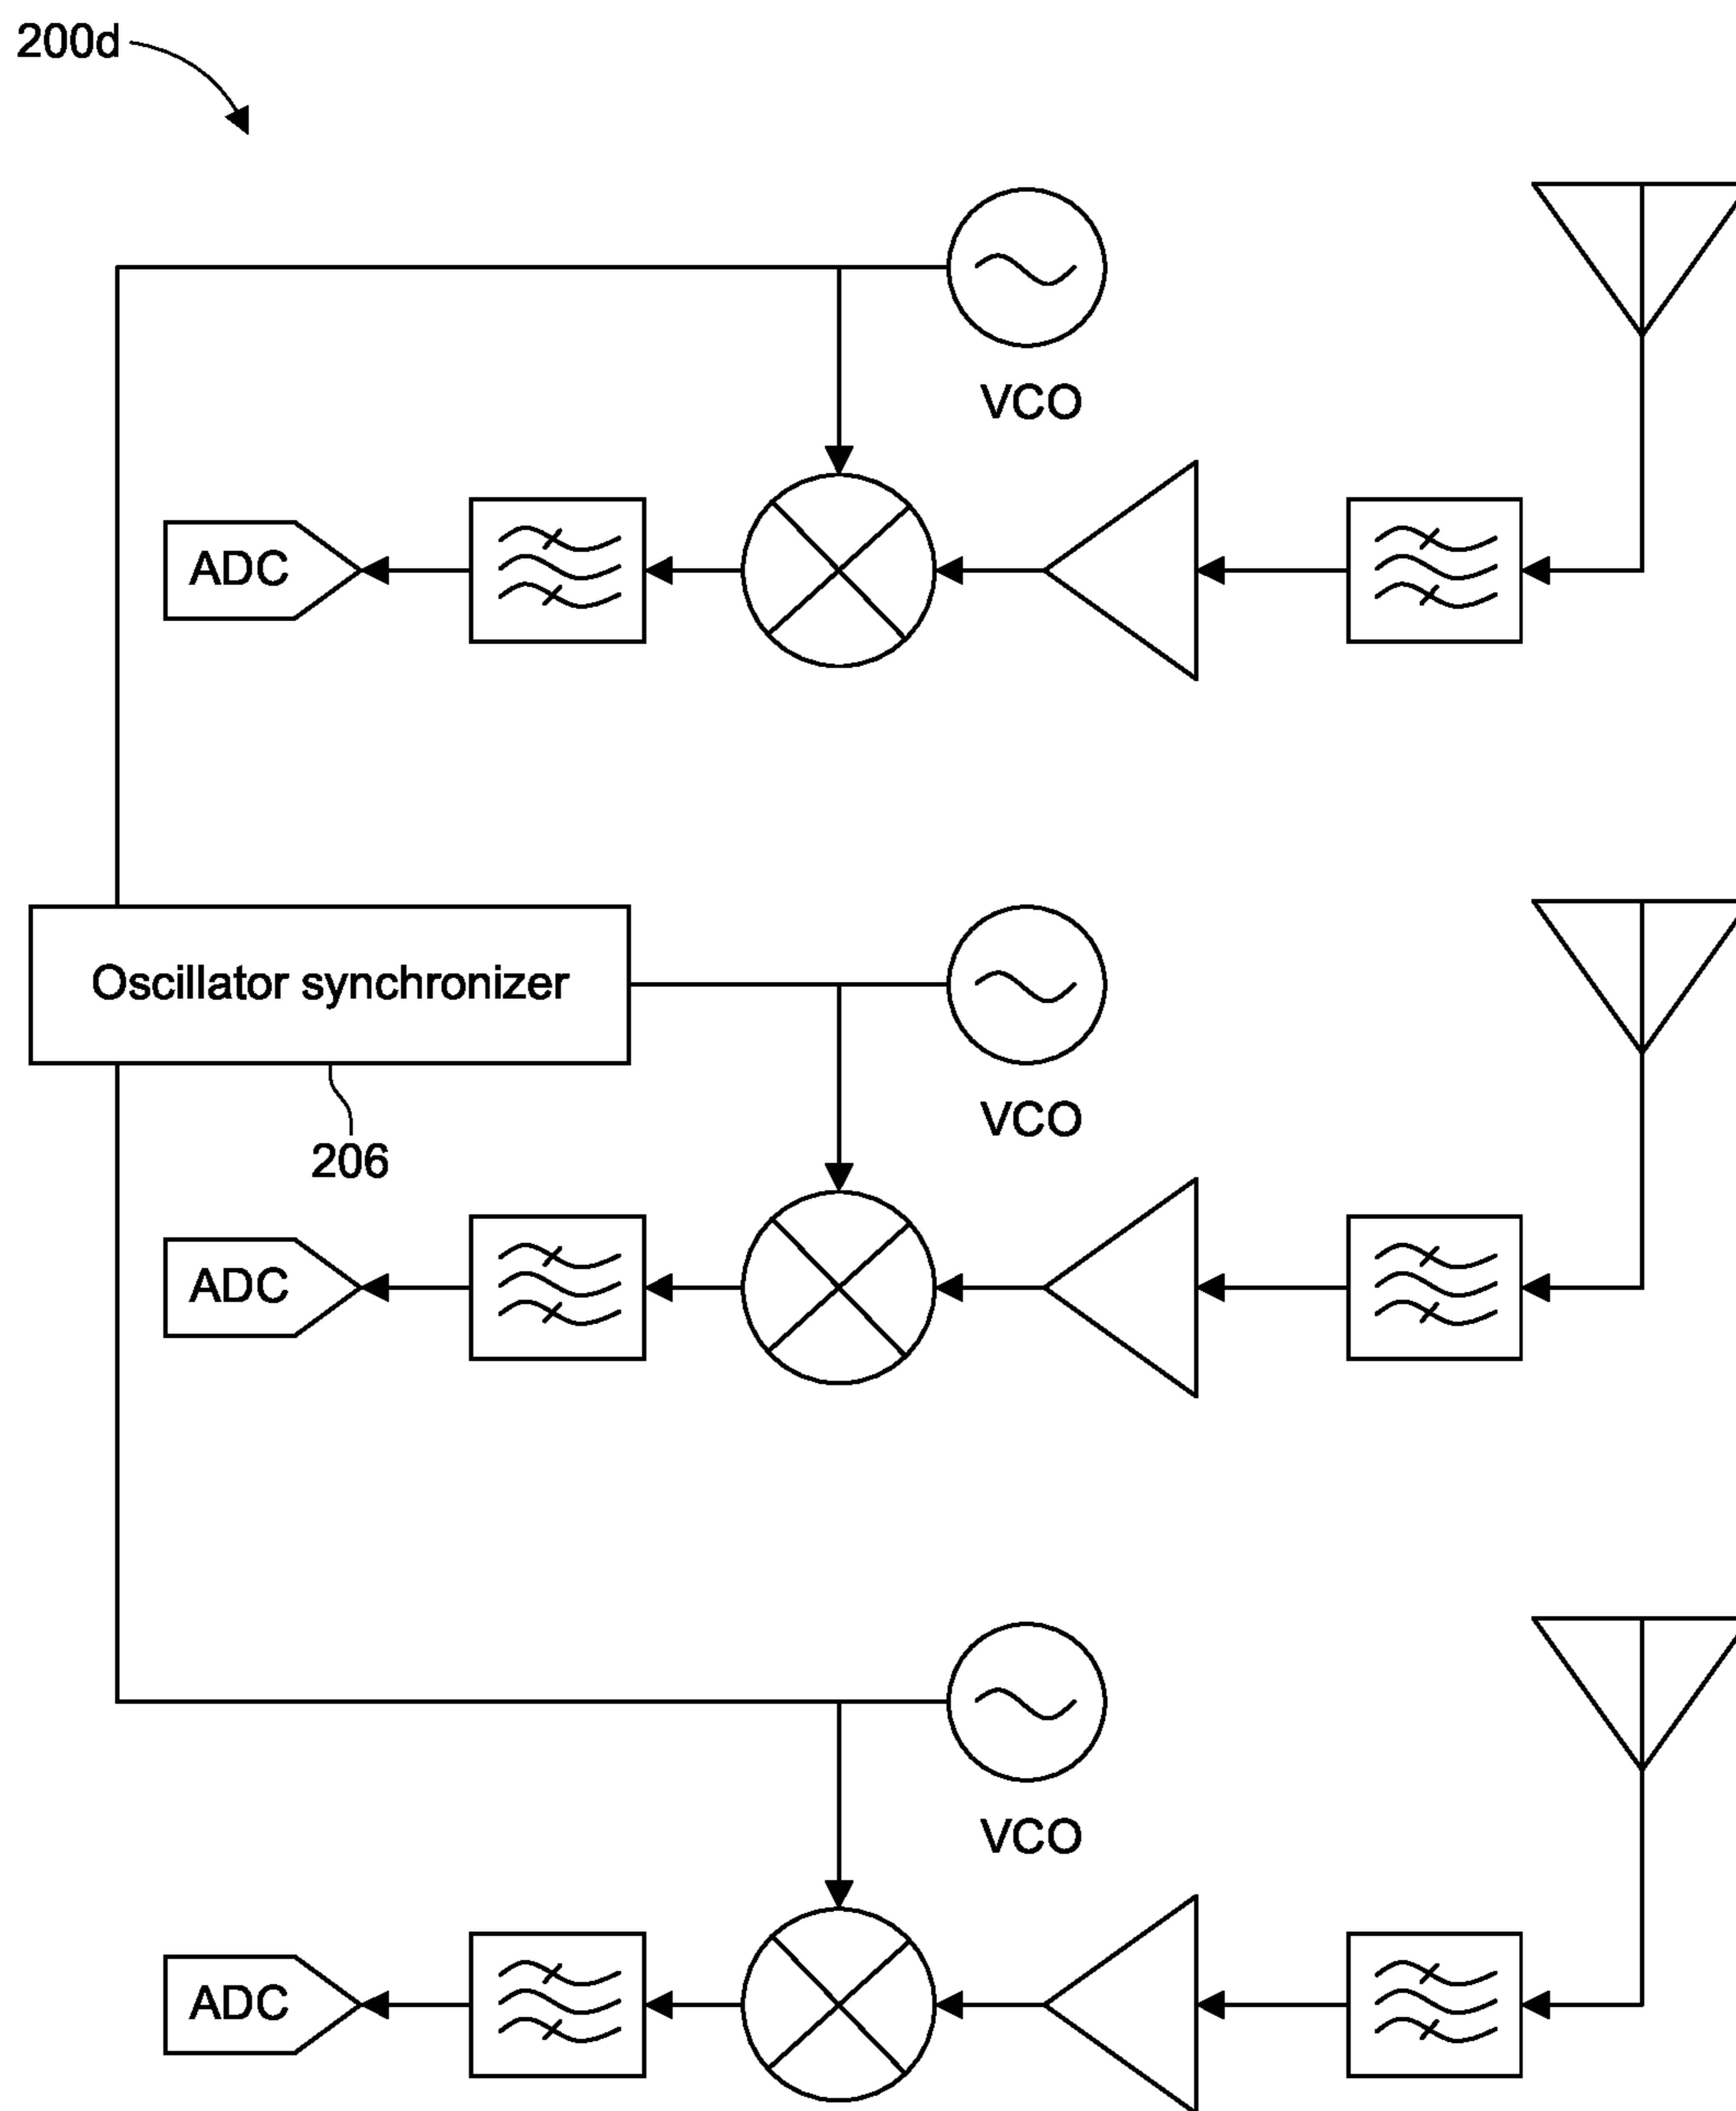 200d
VCO
ADC
Oscillator synchronizer
VCO
206
ADC
VCO
ADC